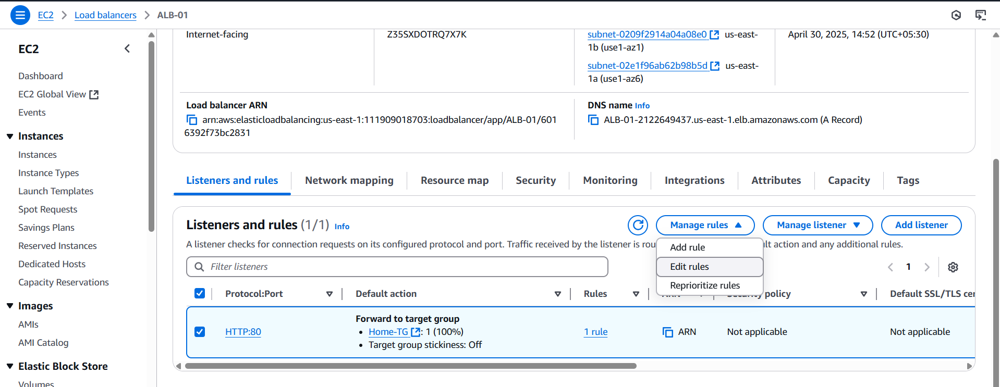 EC2 > Load balancers > ALB-01
EC2
Dashboard
EC2 Global View
Events
Instances
Instances
Instance Types
Launch Templates
Spot Requests
Savings Plans
Reserved Instances
Dedicated Hosts
Capacity Reservations
Images
AMIs
AMI Catalog
Elastic Block Store
Volumes
Internet-facing
Z35SXDOTRQ7X7K
subnet-0209f2914a04a08e0 us-east-
1b (use1-az1)
subnet-02e1f96ab62b98b5d us-east-
1a (use1-az6)
April 30, 2025, 14:52 (UTC+05:30)
Load balancer ARN
arn:aws:elasticloadbalancing:us-east-1:111909018703:loadbalancer/app/ALB-01/601
6392f73bc2831
DNS name Info
ALB-01-2122649437.us-east-1.elb.amazonaws.com (A Record)
Listeners and rules Network mapping Resource map Security Monitoring Integrations Attributes Capacity Tags
Listeners and rules (1/1) Info
Manage rules Manage listener Add listener
A listener checks for connection requests on its configured protocol and port. Traffic received by the listener is rou lt action and any additional rules.
Add rule
Edit rules
Reprioritize rules
Filter listeners
1
Protocol:Port Default action Rules policy Default SSL/TLS cer
HTTP:80
Forward to target group
• Home-TG : 1 (100%)
• Target group stickiness: Off
1 rule
ARN
Not applicable
Not applicable